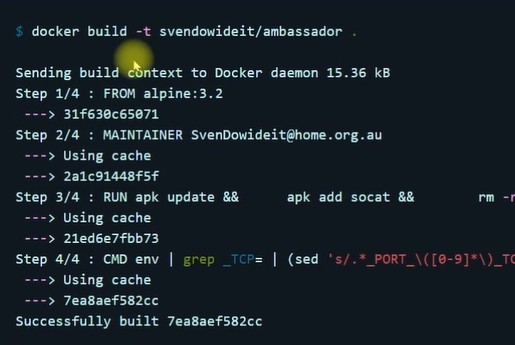 $ docker build -t svendowideit/ambassador .
Sending build context to Docker daemon 15.36 kB
Step 1/4 : FROM alpine:3.2
---> 31f630c65071
Step 2/4 : MAINTAINER SvenDowideit@home.org.au
---> Using cache
---> 2a1c91448f5f
Step 3/4 : RUN apk update && apk add socat && rm -r
---> Using cache
---> 21ed6e7fbb73
Step 4/4 : CMD env | grep _TCP= | (sed 's/.*_PORT_\([0-9]*\)_TC
---> Using cache
---> 7ea8aef582cc
Successfully built 7ea8aef582cc